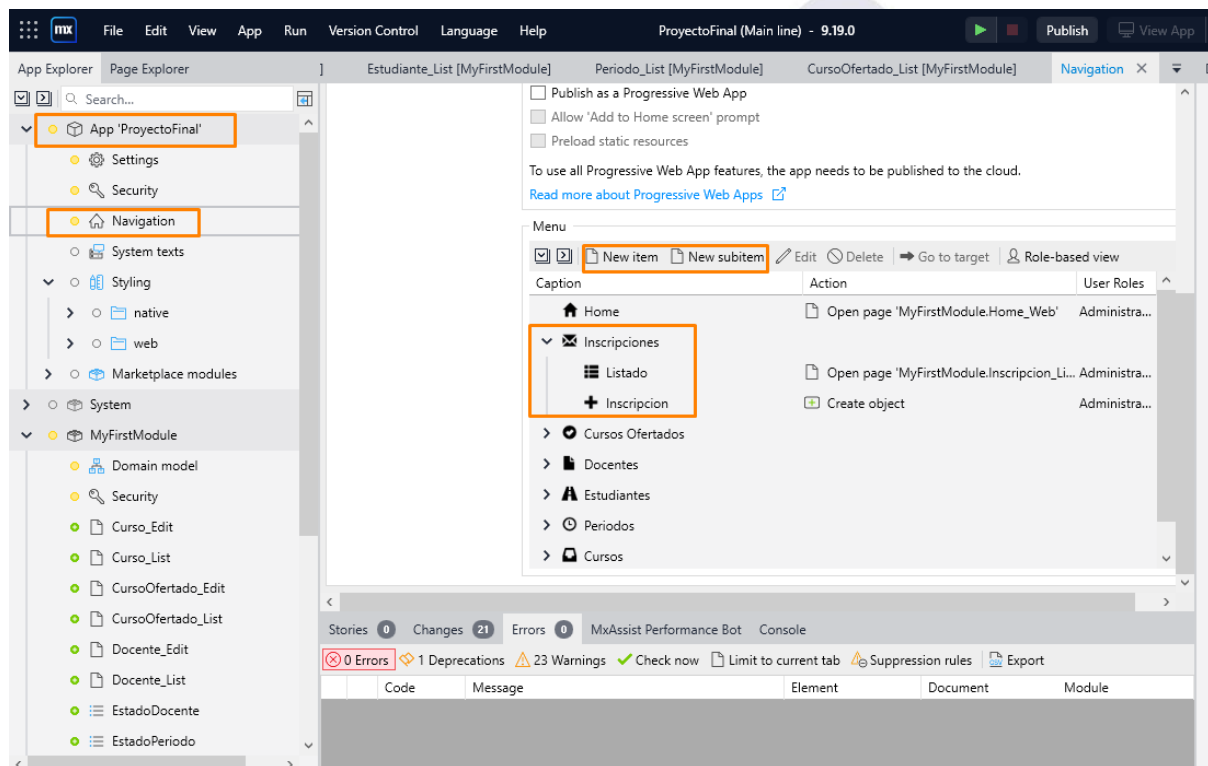 mx File Edit View App Run Version Control Language Help ProyectoFinal (Main line) - 9.19.0 Publish View App
App Explorer Page Explorer ] Estudiante_List [MyFirstModule] Periodo_List [MyFirstModule] CursoOfertado_List [MyFirstModule] Navigation
Search...
App 'ProyectoFinal'
Settings
Security
Navigation
System texts
Styling
native
web
Marketplace modules
System
MyFirstModule
Domain model
Security
Curso_Edit
Curso_List
CursoOfertado_Edit
CursoOfertado_List
Docente_Edit
Docente_List
EstadoDocente
EstadoPeriodo
Publish as a Progressive Web App
Allow 'Add to Home screen' prompt
Preload static resources
To use all Progressive Web App features, the app needs to be published to the cloud.
Read more about Progressive Web Apps
Menu
New item New subitem Edit Delete Go to target Role-based view
Caption Action User Roles
Home Open page 'MyFirstModule.Home_Web' Administra...
Inscripciones
Listado Open page 'MyFirstModule.Inscripcion_Li... Administra...
Inscripcion Create object Administra...
Cursos Ofertados
Docentes
Estudiantes
Periodos
Cursos
Stories 0 Changes 21 Errors 0 MxAssist Performance Bot Console
0 Errors 1 Deprecations 23 Warnings Check now Limit to current tab Suppression rules Export
Code Message Element Document Module